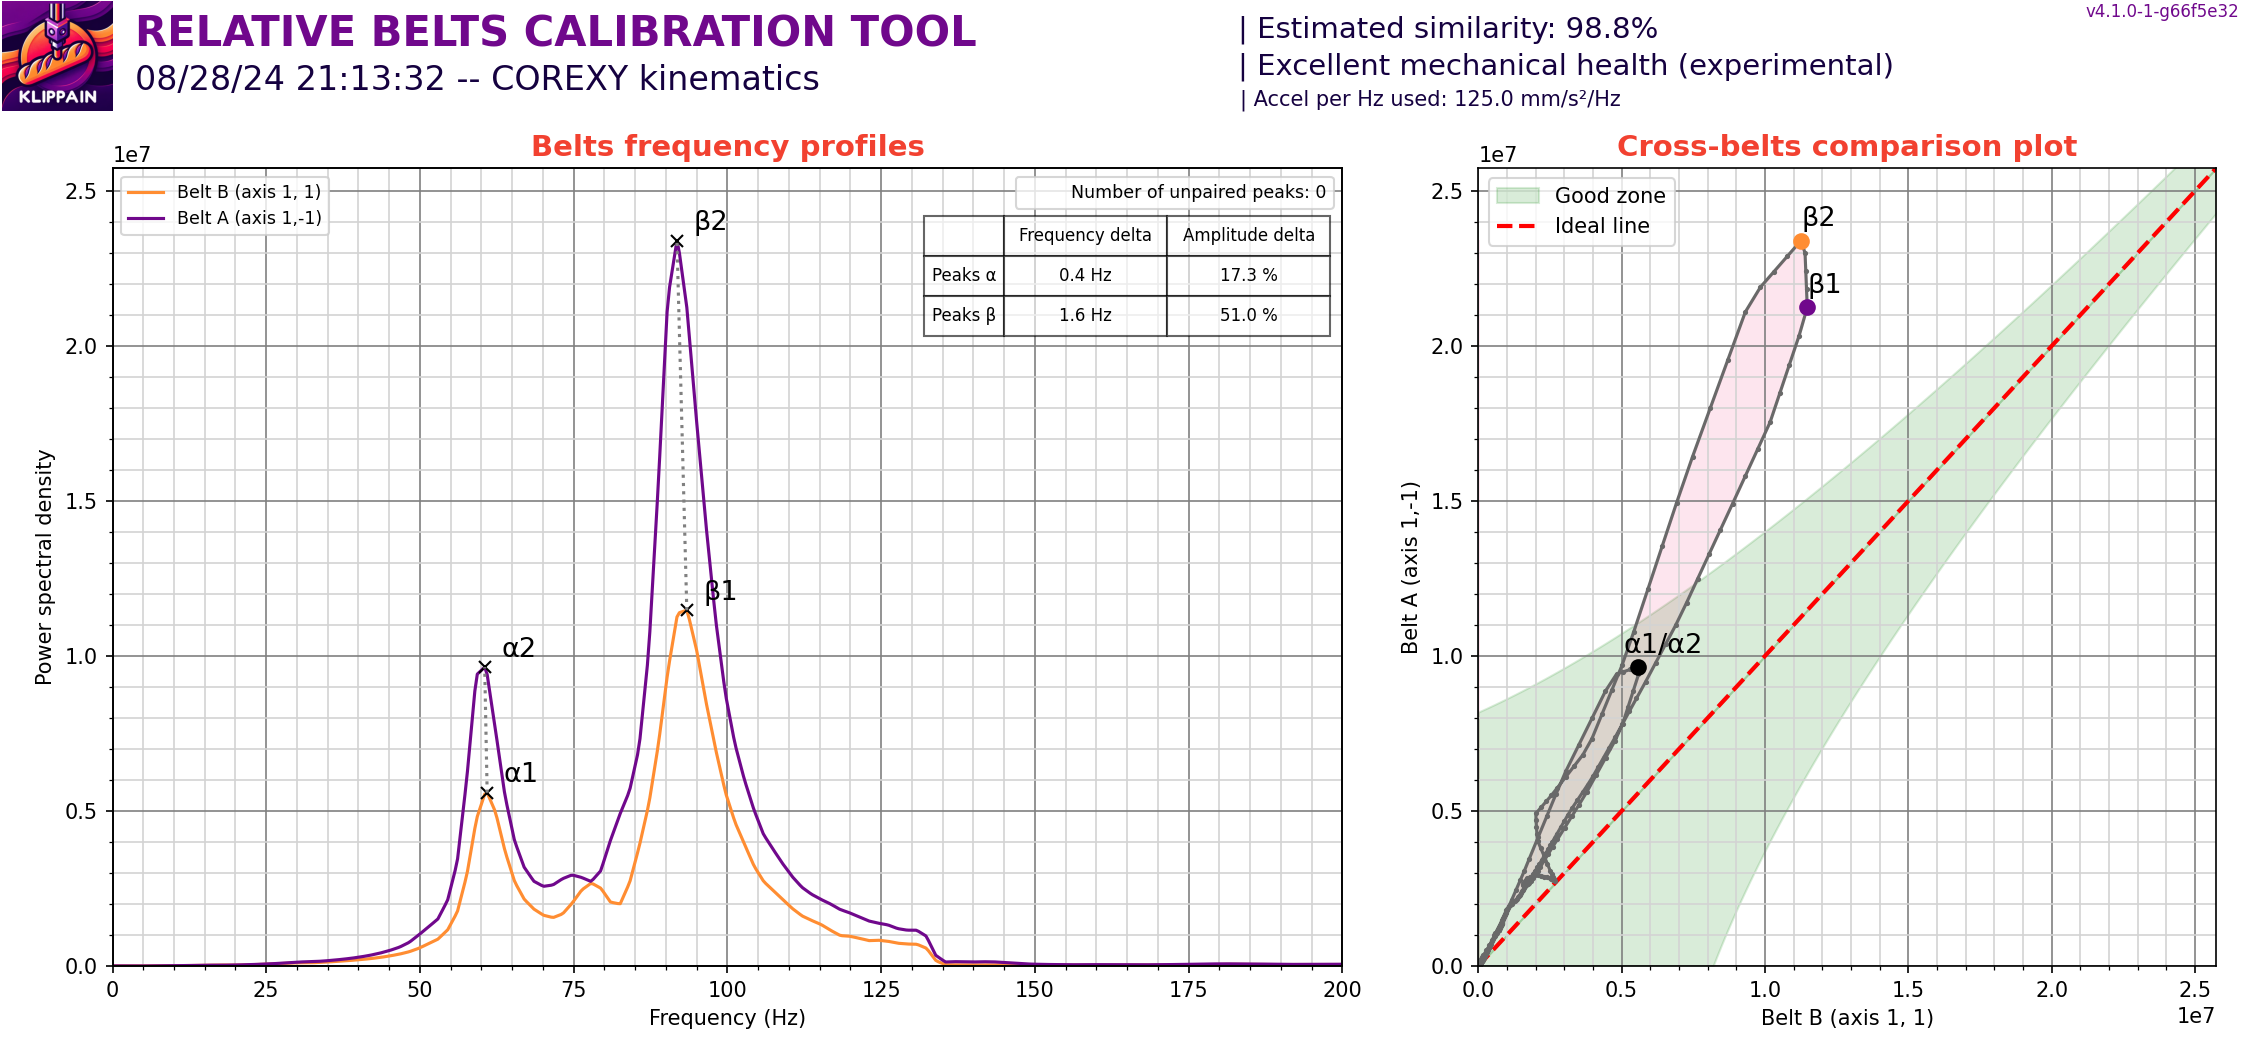 v4.1.0-1-g66f5e32
RELATIVE BELTS CALIBRATION TOOL
08/28/24 21:13:32 -- COREXY kinematics
KLIPPAIN
| Estimated similarity: 98.8%
| Excellent mechanical health (experimental)
| Accel per Hz used: 125.0 mm/s²/Hz
Belts frequency profiles
1e7
Belt B (axis 1, 1)
Belt A (axis 1,-1)
Number of unpaired peaks: 0
Frequency delta Amplitude delta
Peaks α 0.4 Hz 17.3 %
Peaks β 1.6 Hz 51.0 %
β2
β1
α2
α1
2.5
2.0
1.5
1.0
0.5
0.0
Power spectral density
0 25 50 75 100 125 150 175 200
Frequency (Hz)
Cross-belts comparison plot
1e7
Good zone
Ideal line
β2
β1
α1/α2
2.5
2.0
1.5
1.0
0.5
0.0
Belt A (axis 1,-1)
0.0 0.5 1.0 1.5 2.0 2.5
1e7
Belt B (axis 1, 1)